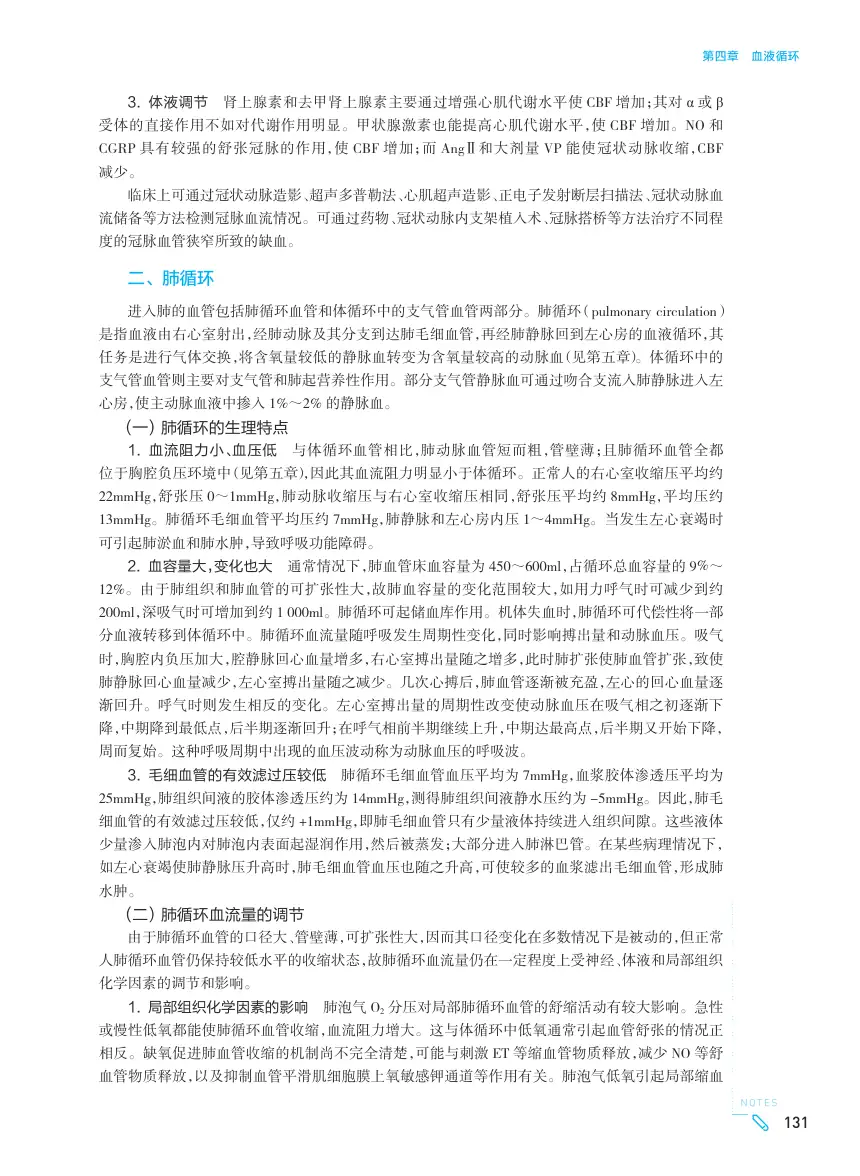 第四章 血液循环
3. 体液调节 肾上腺素和去甲肾上腺素主要通过增强心肌代谢水平使 CBF 增加;其对 α 或 β
受体的直接作用不如对代谢作用明显。甲状腺激素也能提高心肌代谢水平,使 CBF 增加。NO 和
CGRP 具有较强的舒张冠脉的作用,使 CBF 增加;而 AngⅡ和大剂量 VP 能使冠状动脉收缩,CBF
减少。
临床上可通过冠状动脉造影、超声多普勒法、心肌超声造影、正电子发射断层扫描法、冠状动脉血
流储备等方法检测冠脉血流情况。可通过药物、冠状动脉内支架植入术、冠脉搭桥等方法治疗不同程
度的冠脉血管狭窄所致的缺血。
二、肺循环
进入肺的血管包括肺循环血管和体循环中的支气管血管两部分。肺循环(pulmonary circulation)
是指血液由右心室射出,经肺动脉及其分支到达肺毛细血管,再经肺静脉回到左心房的血液循环,其
任务是进行气体交换,将含氧量较低的静脉血转变为含氧量较高的动脉血(见第五章)。体循环中的
支气管血管则主要对支气管和肺起营养性作用。部分支气管静脉血可通过吻合支流入肺静脉进入左
心房,使主动脉血液中掺入 1%～2% 的静脉血。
(一)肺循环的生理特点
1. 血流阻力小、血压低 与体循环血管相比,肺动脉血管短而粗,管壁薄;且肺循环血管全都
位于胸腔负压环境中(见第五章),因此其血流阻力明显小于体循环。正常人的右心室收缩压平均约
22mmHg,舒张压 0～1mmHg,肺动脉收缩压与右心室收缩压相同,舒张压平均约 8mmHg,平均压约
13mmHg。肺循环毛细血管平均压约 7mmHg,肺静脉和左心房内压 1～4mmHg。当发生左心衰竭时
可引起肺淤血和肺水肿,导致呼吸功能障碍。
2. 血容量大,变化也大 通常情况下,肺血管床血容量为 450～600ml,占循环总血容量的 9%～
12%。由于肺组织和肺血管的可扩张性大,故肺血容量的变化范围较大,如用力呼气时可减少到约
200ml,深吸气时可增加到约 1 000ml。肺循环可起储血库作用。机体失血时,肺循环可代偿性将一部
分血液转移到体循环中。肺循环血流量随呼吸发生周期性变化,同时影响搏出量和动脉血压。吸气
时,胸腔内负压加大,腔静脉回心血量增多,右心室搏出量随之增多,此时肺扩张使肺血管扩张,致使
肺静脉回心血量减少,左心室搏出量随之减少。几次心搏后,肺血管逐渐被充盈,左心的回心血量逐
渐回升。呼气时则发生相反的变化。左心室搏出量的周期性改变使动脉血压在吸气相之初逐渐下
降,中期降到最低点,后半期逐渐回升;在呼气相前半期继续上升,中期达最高点,后半期又开始下降,
周而复始。这种呼吸周期中出现的血压波动称为动脉血压的呼吸波。
3. 毛细血管的有效滤过压较低 肺循环毛细血管血压平均为 7mmHg,血浆胶体渗透压平均为
25mmHg,肺组织间液的胶体渗透压约为 14mmHg,测得肺组织间液静水压约为 –5mmHg。因此,肺毛
细血管的有效滤过压较低,仅约 +1mmHg,即肺毛细血管只有少量液体持续进入组织间隙。这些液体
少量渗入肺泡内对肺泡内表面起湿润作用,然后被蒸发;大部分进入肺淋巴管。在某些病理情况下,
如左心衰竭使肺静脉压升高时,肺毛细血管血压也随之升高,可使较多的血浆滤出毛细血管,形成肺
水肿。
(二)肺循环血流量的调节
由于肺循环血管的口径大、管壁薄,可扩张性大,因而其口径变化在多数情况下是被动的,但正常
人肺循环血管仍保持较低水平的收缩状态,故肺循环血流量仍在一定程度上受神经、体液和局部组织
化学因素的调节和影响。
1. 局部组织化学因素的影响 肺泡气 O₂ 分压对局部肺循环血管的舒缩活动有较大影响。急性
或慢性低氧都能使肺循环血管收缩,血流阻力增大。这与体循环中低氧通常引起血管舒张的情况正
相反。缺氧促进肺血管收缩的机制尚不完全清楚,可能与刺激 ET 等缩血管物质释放,减少 NO 等舒
血管物质释放,以及抑制血管平滑肌细胞膜上氧敏感钾通道等作用有关。肺泡气低氧引起局部缩血
NOTES
131